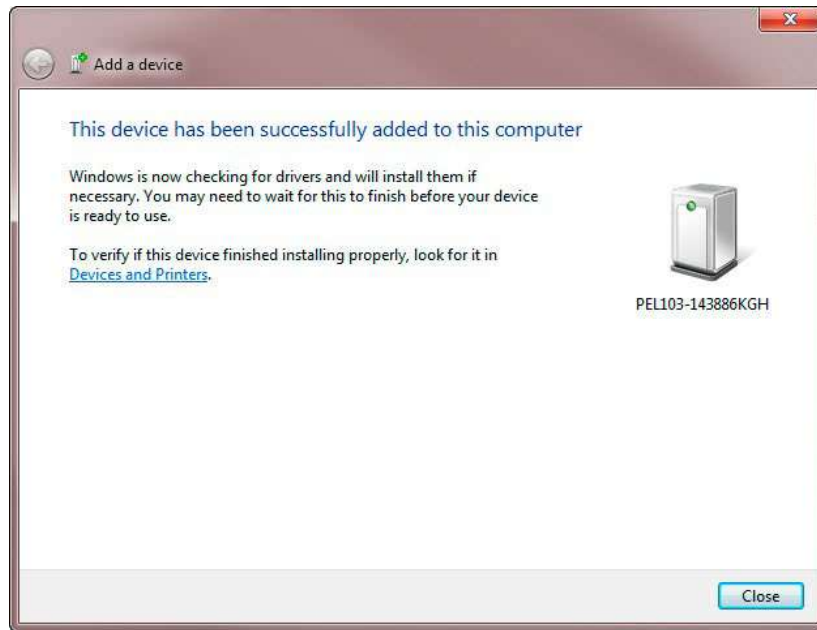 Add a device
This device has been successfully added to this computer
Windows is now checking for drivers and will install them if
necessary. You may need to wait for this to finish before your device
is ready to use.
To verify if this device finished installing properly, look for it in
Devices and Printers.
PEL103-143886KGH
Close